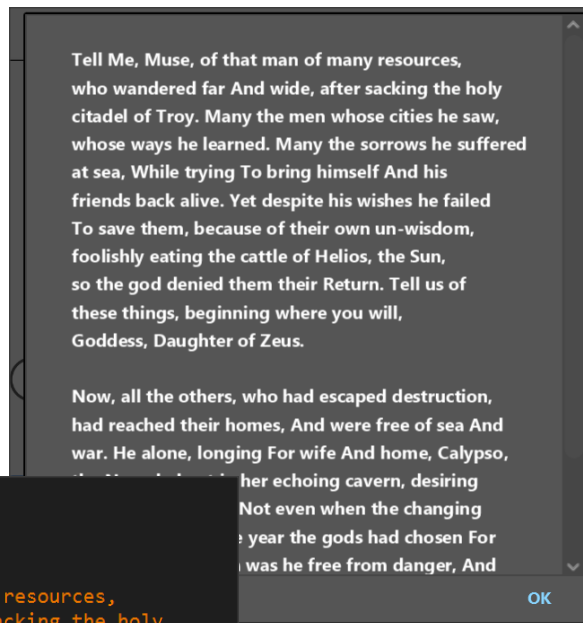 Tell Me, Muse, of that man of many resources,
who wandered far And wide, after sacking the holy
citadel of Troy. Many the men whose cities he saw,
whose ways he learned. Many the sorrows he suffered
at sea, While trying To bring himself And his
friends back alive. Yet despite his wishes he failed
To save them, because of their own un-wisdom,
foolishly eating the cattle of Helios, the Sun,
so the god denied them their Return. Tell us of
these things, beginning where you will,
Goddess, Daughter of Zeus.
Now, all the others, who had escaped destruction,
had reached their homes, And were free of sea And
war. He alone, longing For wife And home, Calypso,
her echoing cavern, desiring
Not even when the changing
year the gods had chosen For
was he free from danger, And
resources,
the holy
OK